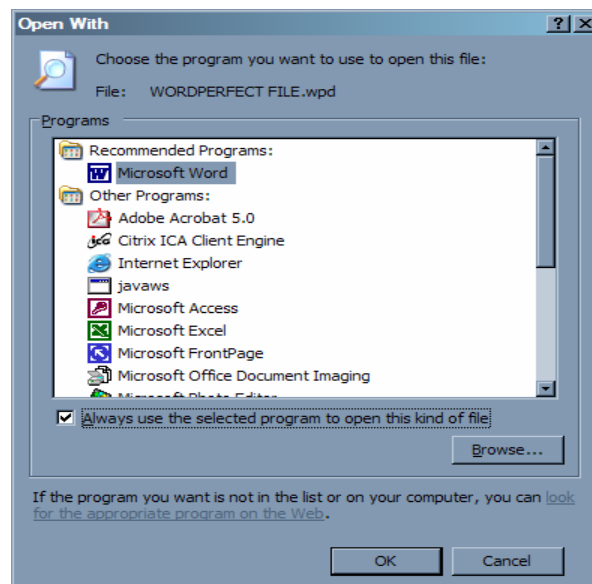 Open With
Choose the program you want to use to open this file:
File: WORDPERFECT FILE.wpd
Programs
Recommended Programs:
Microsoft Word
Other Programs:
Adobe Acrobat 5.0
Citrix ICA Client Engine
Internet Explorer
javaws
Microsoft Access
Microsoft Excel
Microsoft FrontPage
Microsoft Office Document Imaging
Microsoft Photo Editor
Always use the selected program to open this kind of file
Browse...
If the program you want is not in the list or on your computer, you can look
for the appropriate program on the Web.
OK
Cancel